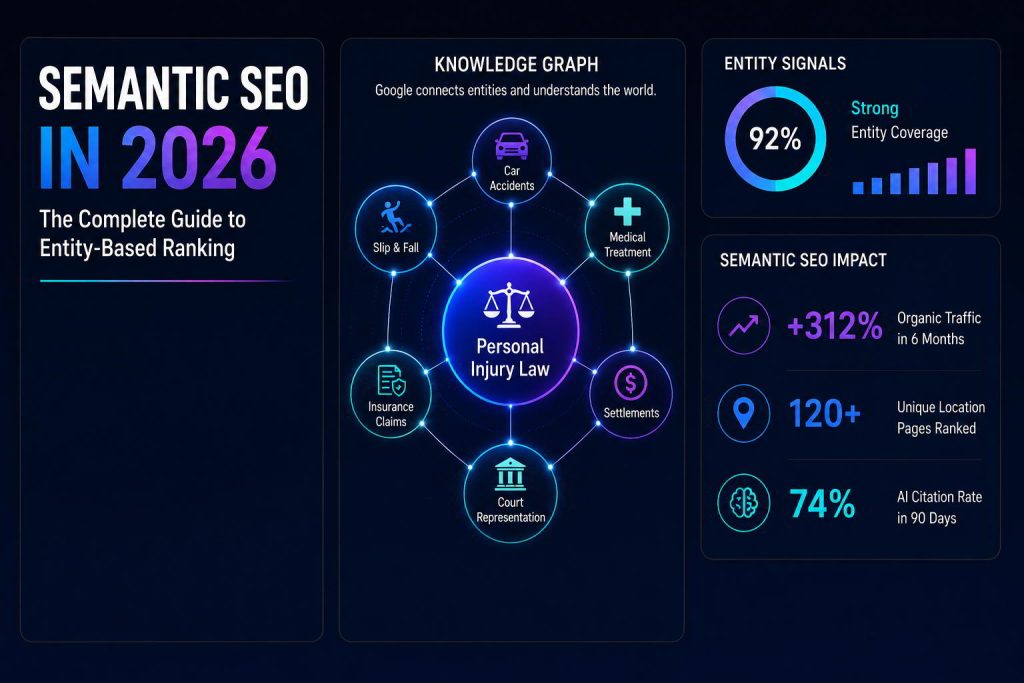 SEMANTIC SEO
IN 2026
The Complete Guide to
Entity-Based Ranking
KNOWLEDGE GRAPH
Google connects entities and understands the world.
Car
Accidents
Slip & Fall
Medical
Treatment
Personal
Injury Law
Insurance
Claims
$
Settlements
Court
Representation
ENTITY SIGNALS
92%
Strong
Entity Coverage
SEMANTIC SEO IMPACT
+312%
Organic Traffic
in 6 Months
120+
Unique Location
Pages Ranked
74%
AI Citation Rate
in 90 Days